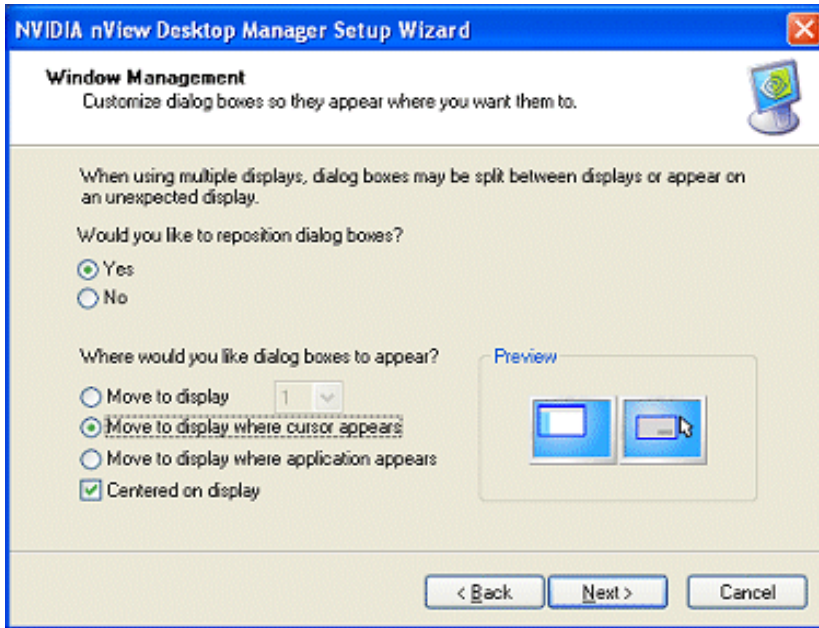 NVIDIA nView Desktop Manager Setup Wizard
Window Management
Customize dialog boxes so they appear where you want them to.
When using multiple displays, dialog boxes may be split between displays or appear on
an unexpected display.
Would you like to reposition dialog boxes?
Yes
No
Where would you like dialog boxes to appear?
Preview
Move to display 1
Move to display where cursor appears
Move to display where application appears
Centered on display
< Back
Next >
Cancel